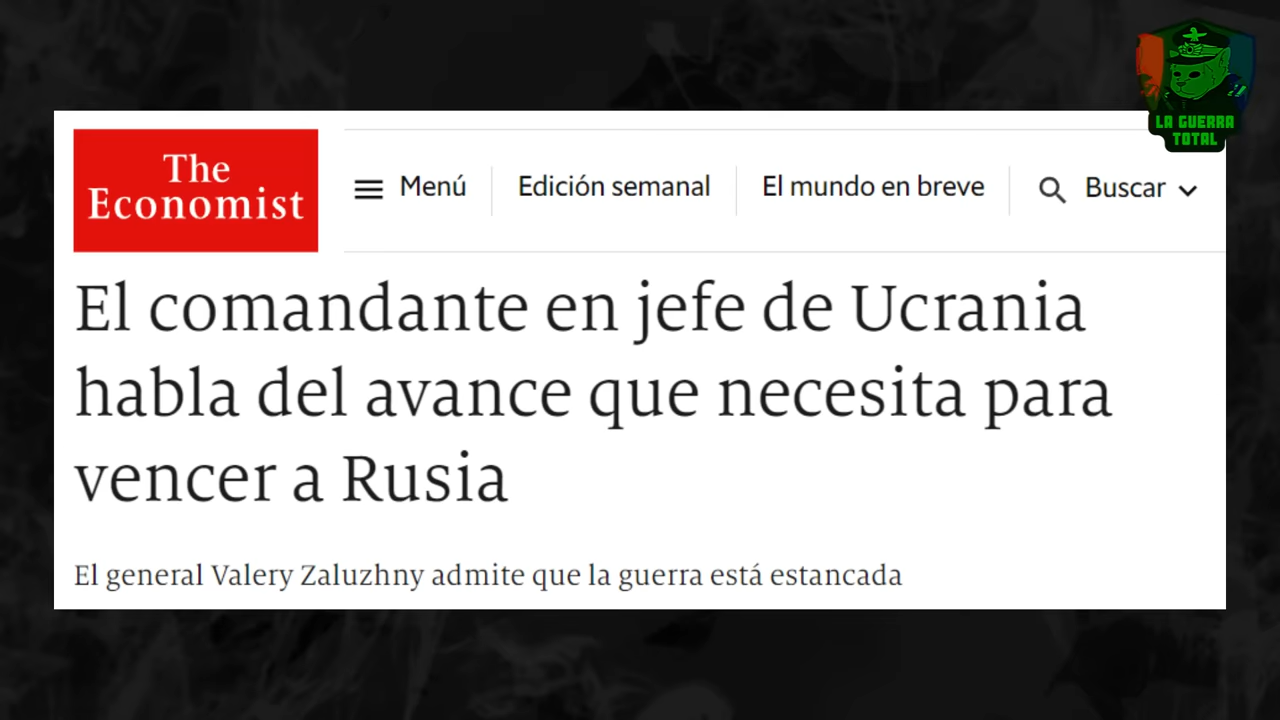 LA GUERRA
TOTAL
The
Economist
Menú
Edición semanal
El mundo en breve
Buscar
El comandante en jefe de Ucrania
habla del avance que necesita para
vencer a Rusia
El general Valery Zaluzhny admite que la guerra está estancada